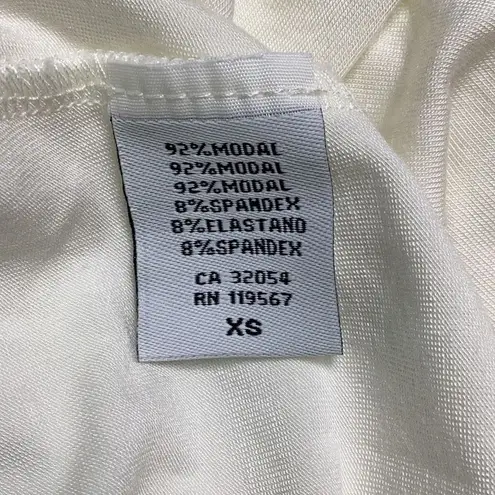 92%MODAL
92%MODAL
92%MODAL
8%SPANDEX
8%ELASTANO
8%SPANDEX
CA 32054
RN 119567
XS